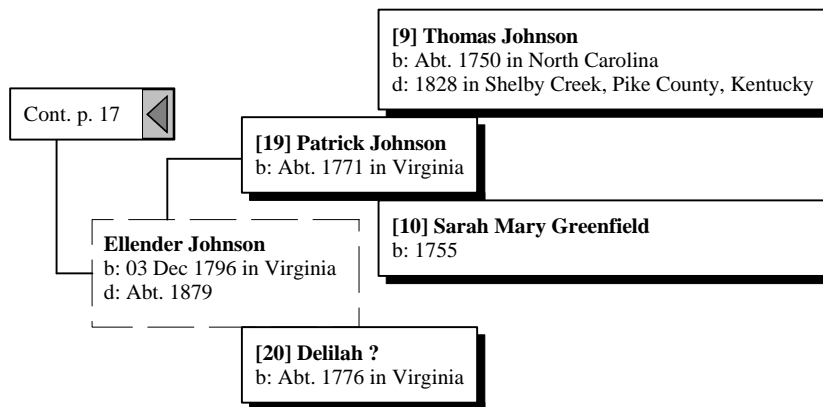 [9] Thomas Johnson
b: Abt. 1750 in North Carolina
d: 1828 in Shelby Creek, Pike County, Kentucky
Cont. p. 17
[19] Patrick Johnson
b: Abt. 1771 in Virginia
[10] Sarah Mary Greenfield
b: 1755
Ellender Johnson
b: 03 Dec 1796 in Virginia
d: Abt. 1879
[20] Delilah ?
b: Abt. 1776 in Virginia